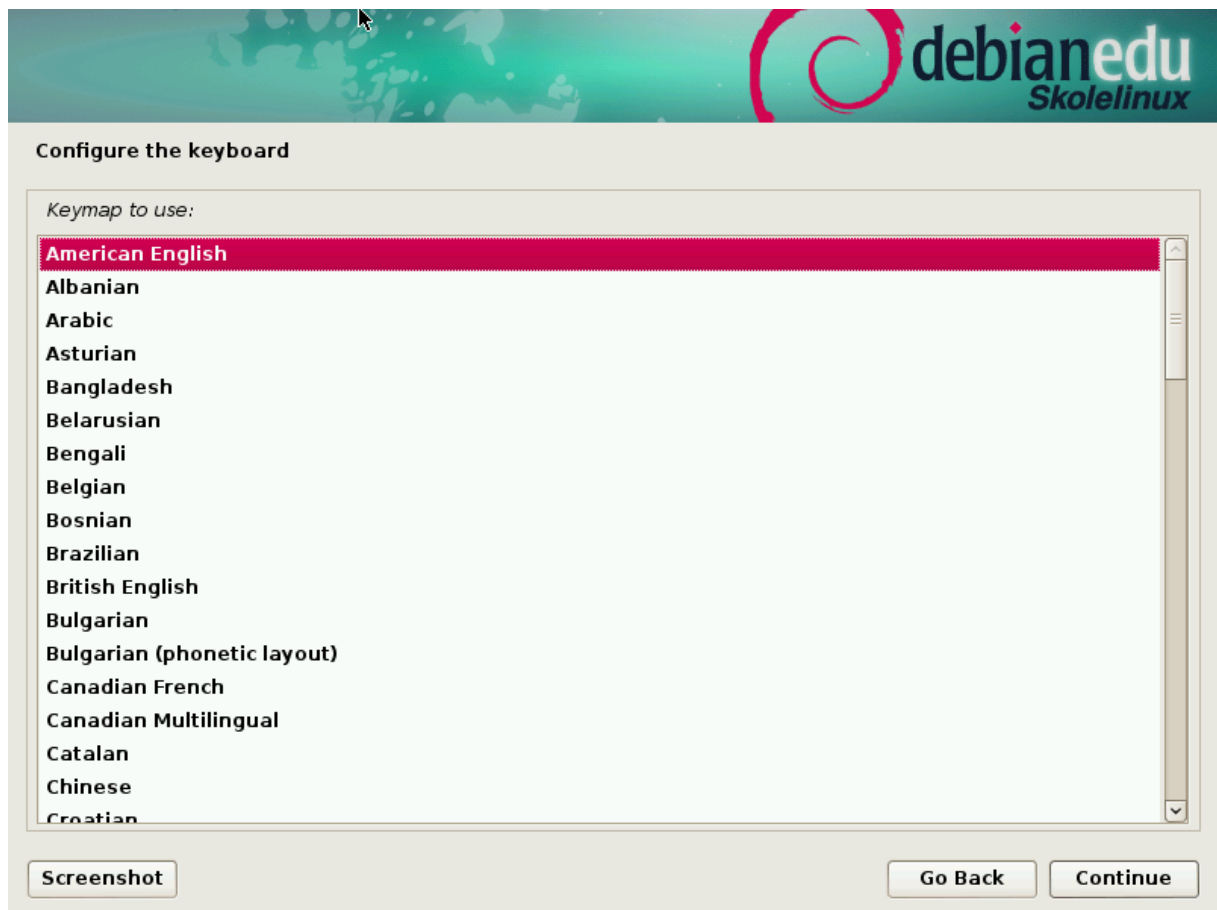 debianedu
Skolelinux
Configure the keyboard
Keymap to use:
American English
Albanian
Arabic
Asturian
Bangladesh
Belarusian
Bengali
Belgian
Bosnian
Brazilian
British English
Bulgarian
Bulgarian (phonetic layout)
Canadian French
Canadian Multilingual
Catalan
Chinese
Croatian
Screenshot
Go Back
Continue